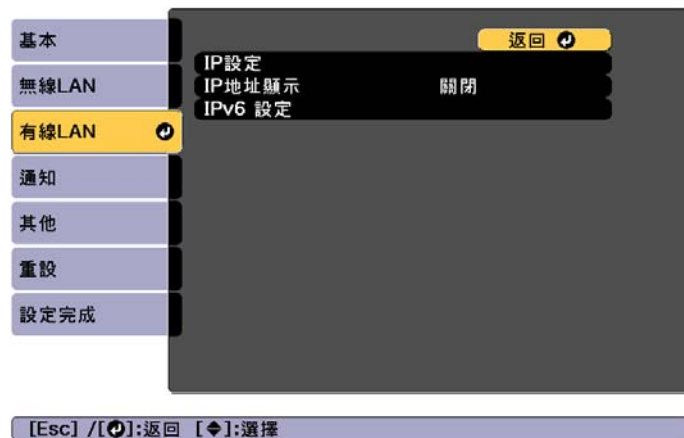 基本
無線LAN
有線LAN
通知
其他
重設
設定完成
返回
IP設定
IP地址顯示 關閉
IPv6 設定
[Esc] /[⏎]:返回 [◆]:選擇